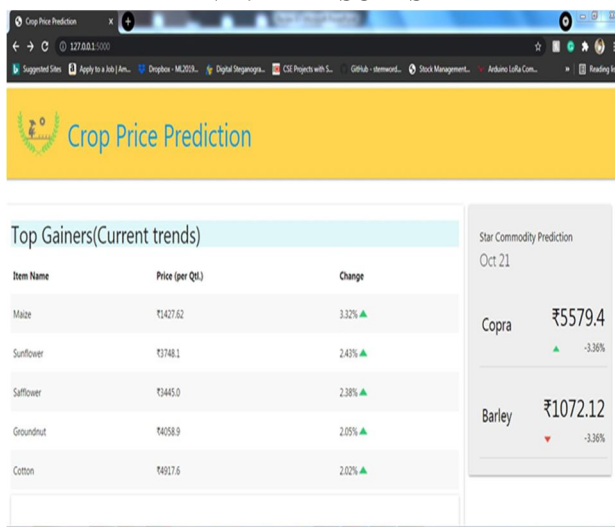 Crop Price Prediction
127.0.0.1:5000
Suggested Sites Apply to a Job | Am... Dropbox - ML2019... Digital Steganogra... CSE Projects with S... GitHub - stemword... Stock Management... Arduino LoRa Com... » Reading lis
Crop Price Prediction
Top Gainers(Current trends)
Item Name Price (per Qtl.) Change
Maize ₹1427.62 3.32%
Sunflower ₹3748.1 2.43%
Safflower ₹3445.0 2.38%
Groundnut ₹4058.9 2.05%
Cotton ₹4917.6 2.02%
Star Commodity Prediction
Oct 21
Copra ₹5579.4
-3.36%
Barley ₹1072.12
-3.36%